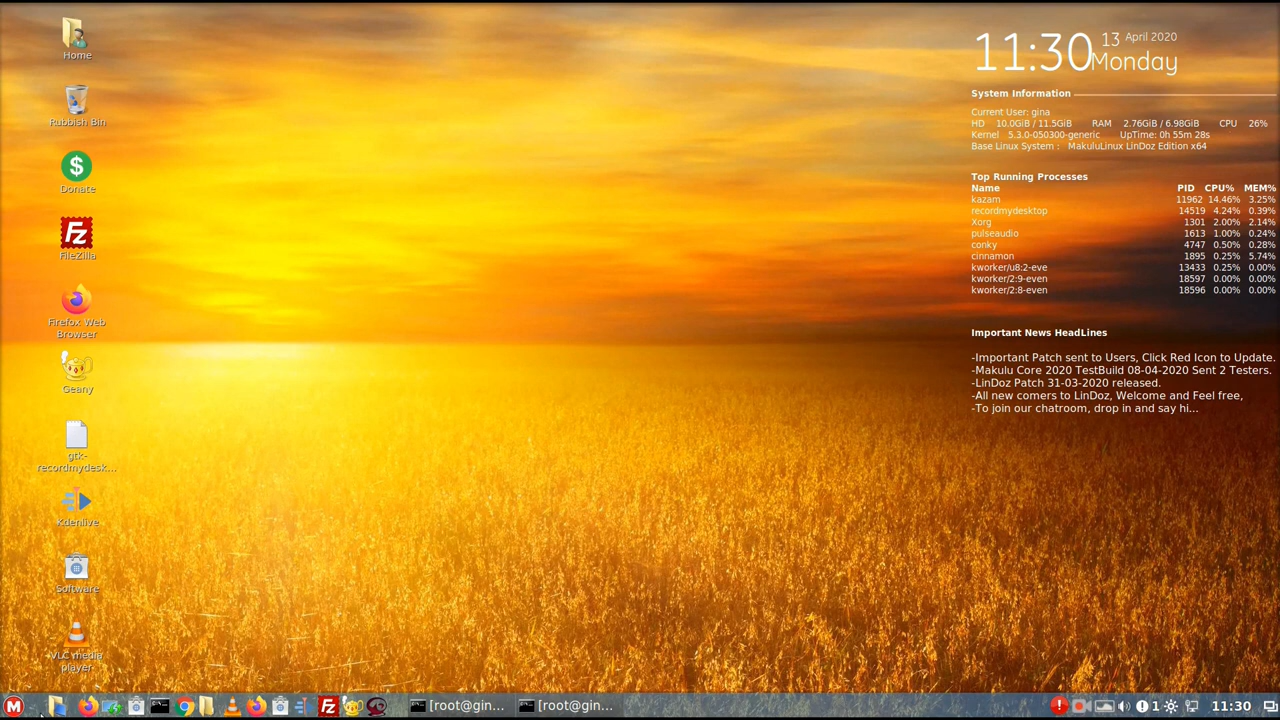 Home
Rubbish Bin
$
Donate
Fz
FileZilla
Firefox Web
Browser
Geany
gtk-
recordmydesk...
Kdenlive
Software
VLC media
player
11:30 13 April 2020
Monday
System Information
Current User: gina
HD 10.0GiB / 11.5GiB RAM 2.76GiB / 6.98GiB CPU 26%
Kernel 5.3.0-050300-generic UpTime: 0h 55m 28s
Base Linux System : MakuluLinux LinDoz Edition x64
Top Running Processes
Name PID CPU% MEM%
kazam 11962 14.46% 3.25%
recordmydesktop 14519 4.24% 0.39%
Xorg 1301 2.00% 2.14%
pulseaudio 1613 1.00% 0.24%
conky 4747 0.50% 0.28%
cinnamon 1895 0.25% 5.74%
kworker/u8:2-eve 13433 0.25% 0.00%
kworker/2:9-even 18597 0.00% 0.00%
kworker/2:8-even 18596 0.00% 0.00%
Important News HeadLines
-Important Patch sent to Users, Click Red Icon to Update.
-Makulu Core 2020 TestBuild 08-04-2020 Sent 2 Testers.
-LinDoz Patch 31-03-2020 released.
-All new comers to LinDoz, Welcome and Feel free,
-To join our chatroom, drop in and say hi...
M Fz [root@gin... [root@gin... ! ! 1 11:30